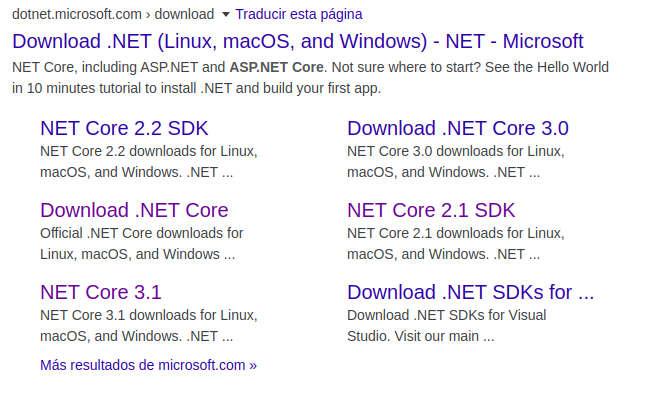 dotnet.microsoft.com › download ▼ Traducir esta página
Download .NET (Linux, macOS, and Windows) - NET - Microsoft
NET Core, including ASP.NET and ASP.NET Core. Not sure where to start? See the Hello World
in 10 minutes tutorial to install .NET and build your first app.
NET Core 2.2 SDK
NET Core 2.2 downloads for Linux,
macOS, and Windows. .NET ...
Download .NET Core 3.0
NET Core 3.0 downloads for Linux,
macOS, and Windows. .NET ...
Download .NET Core
Official .NET Core downloads for
Linux, macOS, and Windows ...
NET Core 2.1 SDK
NET Core 2.1 downloads for Linux,
macOS, and Windows. .NET ...
NET Core 3.1
NET Core 3.1 downloads for Linux,
macOS, and Windows. .NET ...
Download .NET SDKs for ...
Download .NET SDKs for Visual
Studio. Visit our main ...
Más resultados de microsoft.com »